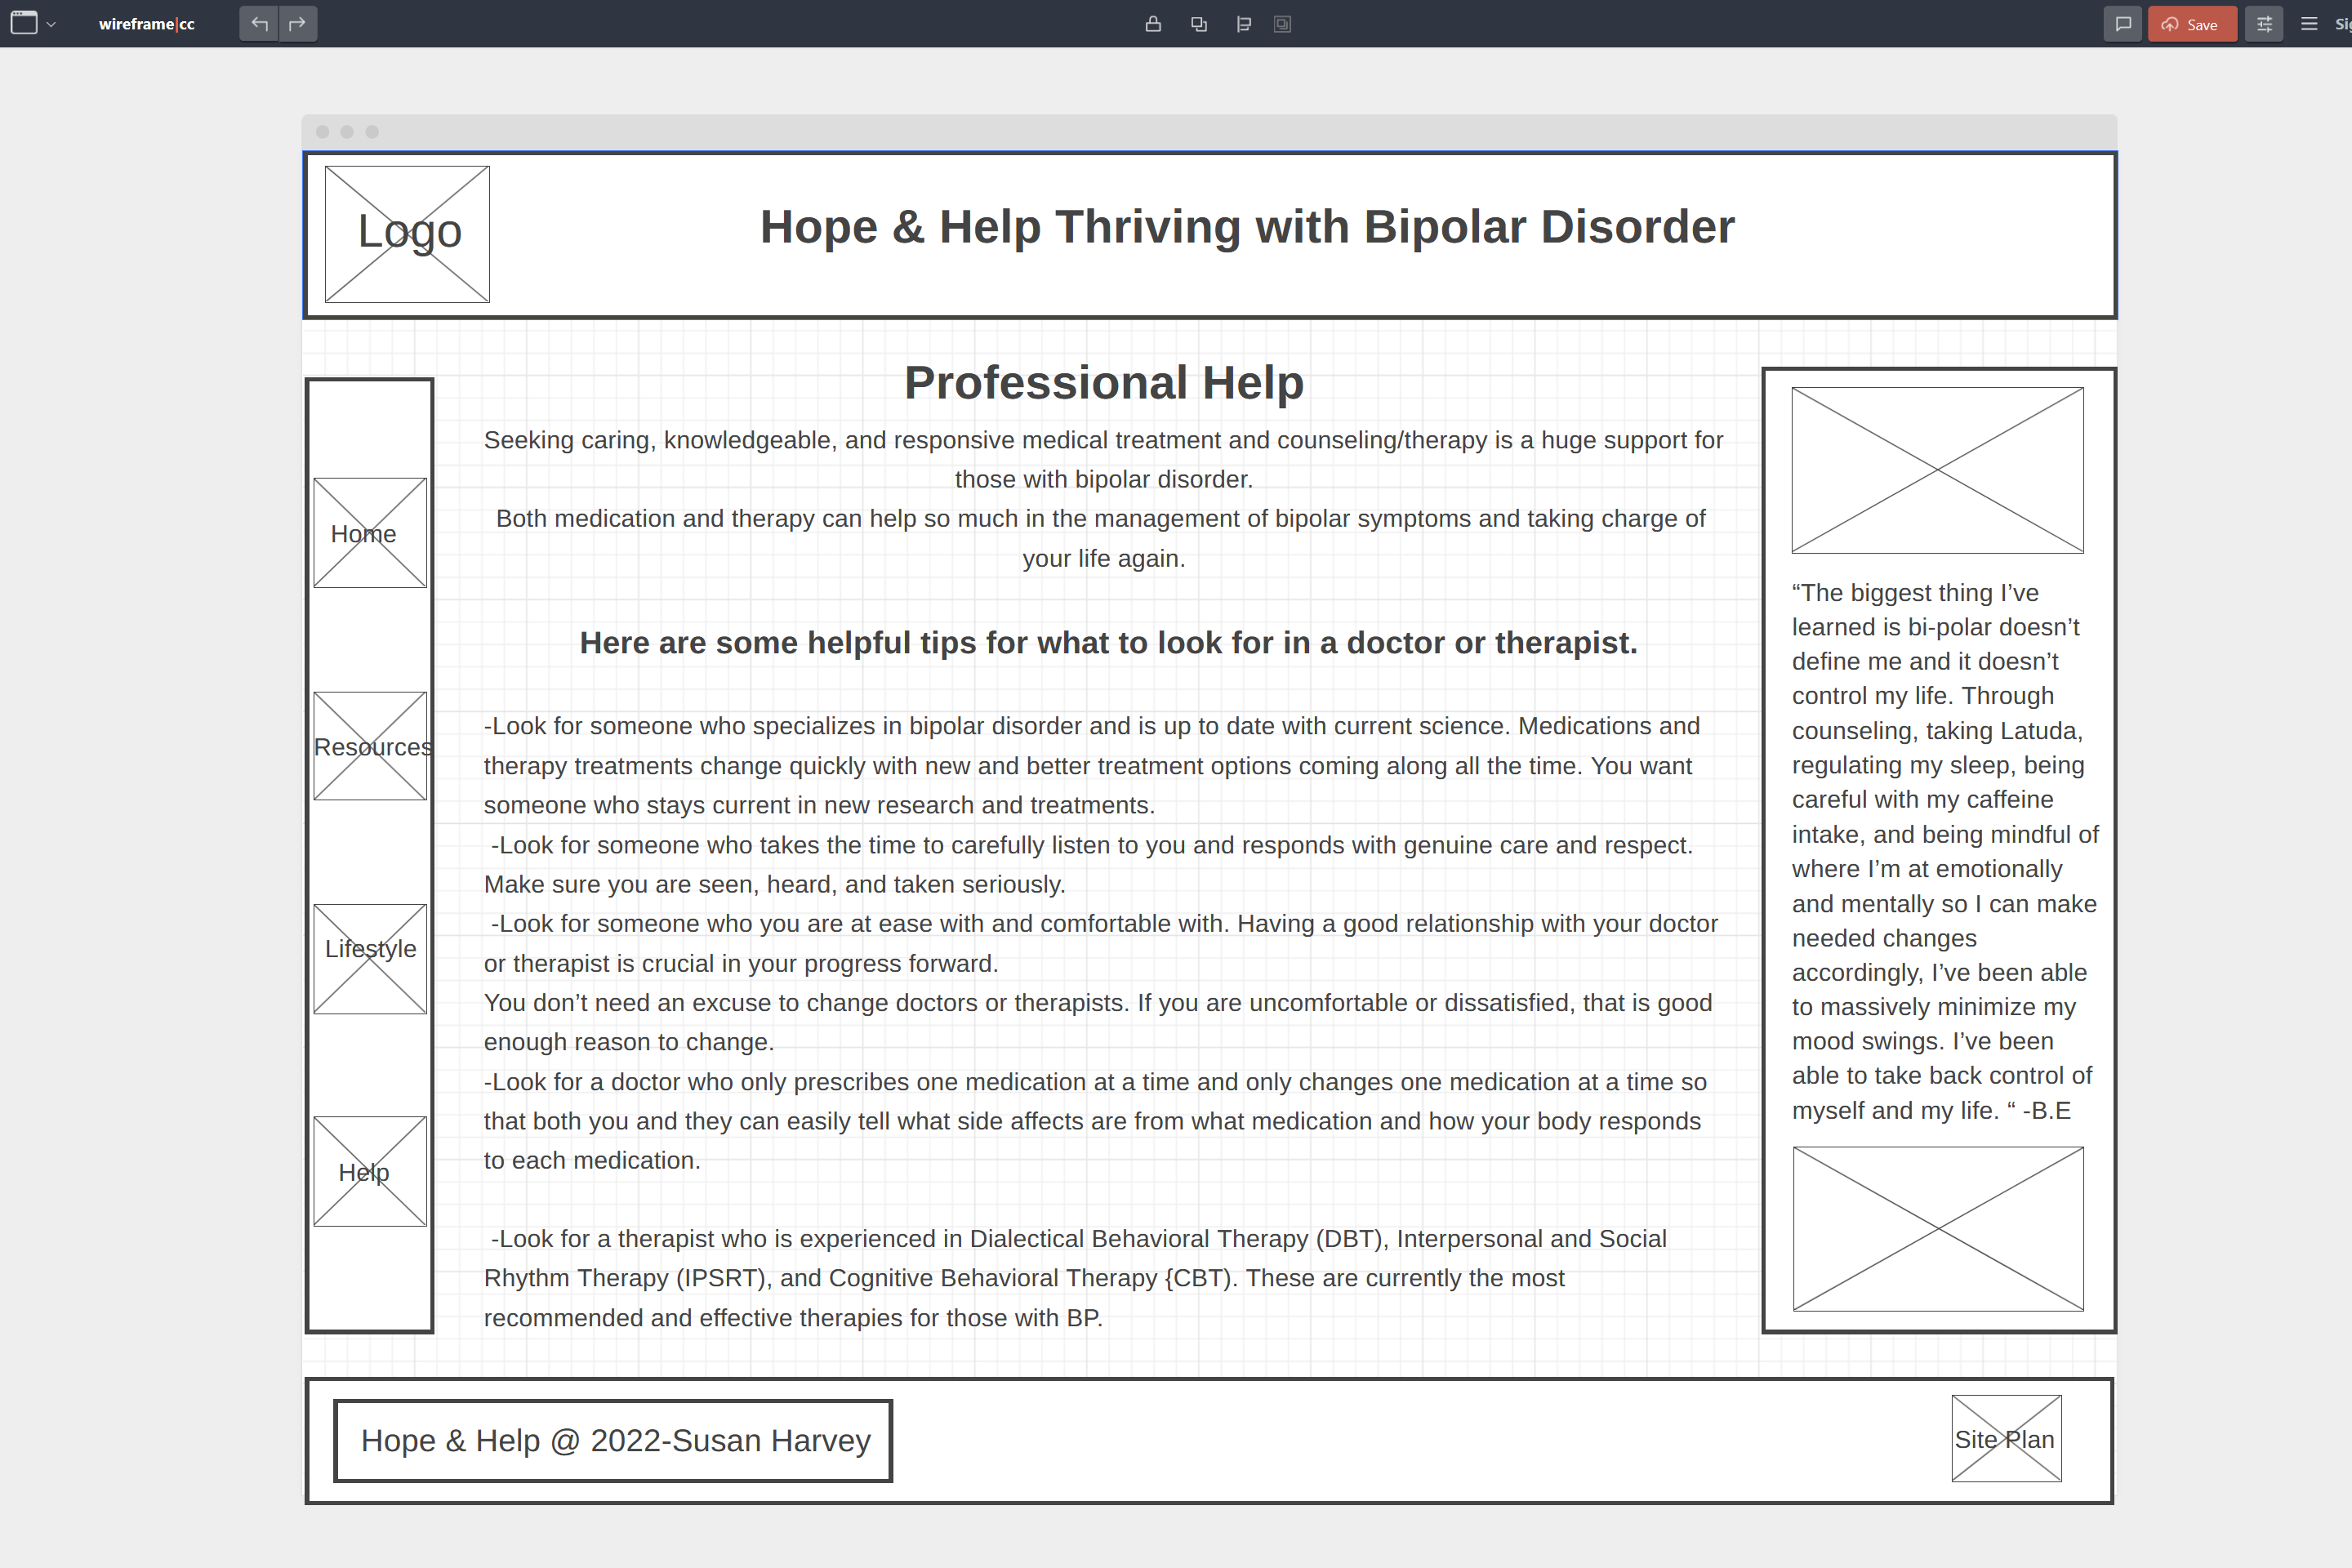 wireframe|cc
Save
Logo
Hope & Help Thriving with Bipolar Disorder
Home
Resources
Lifestyle
Help
Professional Help
Seeking caring, knowledgeable, and responsive medical treatment and counseling/therapy is a huge support for
those with bipolar disorder.
Both medication and therapy can help so much in the management of bipolar symptoms and taking charge of
your life again.
Here are some helpful tips for what to look for in a doctor or therapist.
-Look for someone who specializes in bipolar disorder and is up to date with current science. Medications and
therapy treatments change quickly with new and better treatment options coming along all the time. You want
someone who stays current in new research and treatments.
-Look for someone who takes the time to carefully listen to you and responds with genuine care and respect.
Make sure you are seen, heard, and taken seriously.
-Look for someone who you are at ease with and comfortable with. Having a good relationship with your doctor
or therapist is crucial in your progress forward.
You don’t need an excuse to change doctors or therapists. If you are uncomfortable or dissatisfied, that is good
enough reason to change.
-Look for a doctor who only prescribes one medication at a time and only changes one medication at a time so
that both you and they can easily tell what side affects are from what medication and how your body responds
to each medication.
-Look for a therapist who is experienced in Dialectical Behavioral Therapy (DBT), Interpersonal and Social
Rhythm Therapy (IPSRT), and Cognitive Behavioral Therapy {CBT). These are currently the most
recommended and effective therapies for those with BP.
“The biggest thing I’ve
learned is bi-polar doesn’t
define me and it doesn’t
control my life. Through
counseling, taking Latuda,
regulating my sleep, being
careful with my caffeine
intake, and being mindful of
where I’m at emotionally
and mentally so I can make
needed changes
accordingly, I’ve been able
to massively minimize my
mood swings. I’ve been
able to take back control of
myself and my life. “ -B.E
Hope & Help @ 2022-Susan Harvey
Site Plan